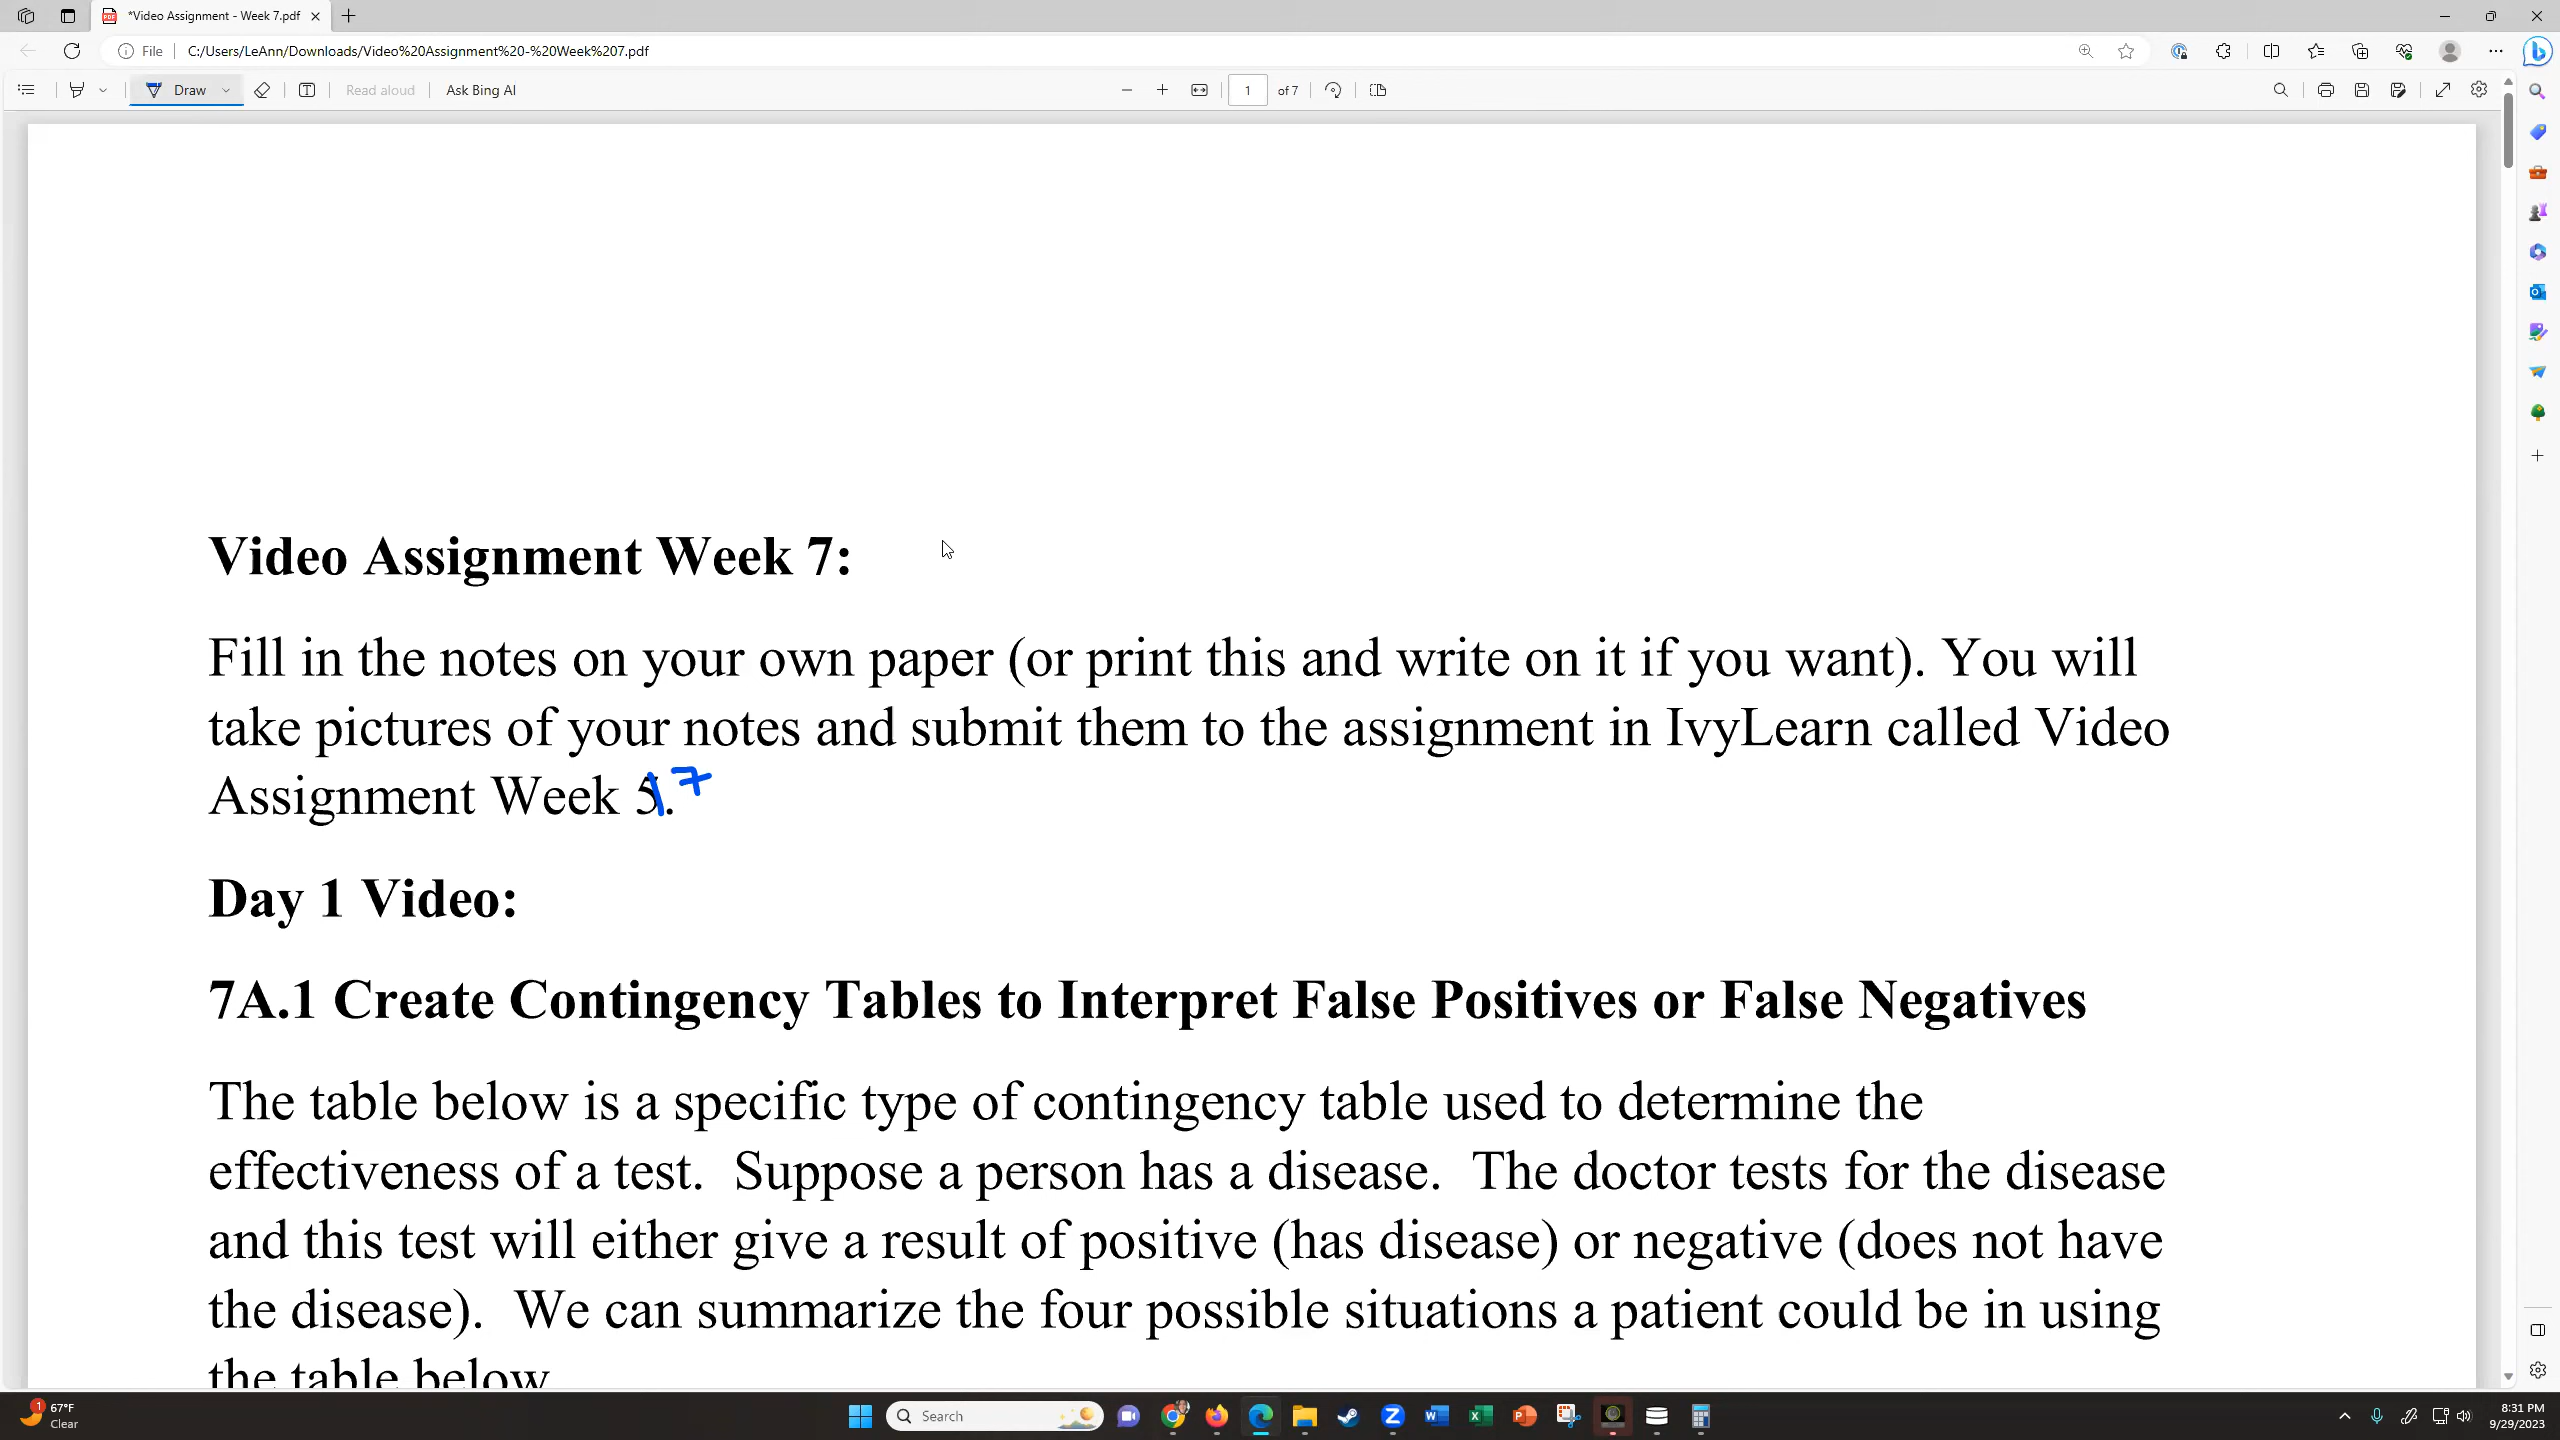 *Video Assignment - Week 7.pdf
File C:/Users/LeAnn/Downloads/Video%20Assignment%20-%20Week%207.pdf
Draw Read aloud Ask Bing AI 1 of 7
Video Assignment Week 7:
Fill in the notes on your own paper (or print this and write on it if you want). You will
take pictures of your notes and submit them to the assignment in IvyLearn called Video
Assignment Week 5. 7
Day 1 Video:
7A.1 Create Contingency Tables to Interpret False Positives or False Negatives
The table below is a specific type of contingency table used to determine the
effectiveness of a test. Suppose a person has a disease. The doctor tests for the disease
and this test will either give a result of positive (has disease) or negative (does not have
the disease). We can summarize the four possible situations a patient could be in using
the table below
1 67°F
Clear
Search
8:31 PM
9/29/2023